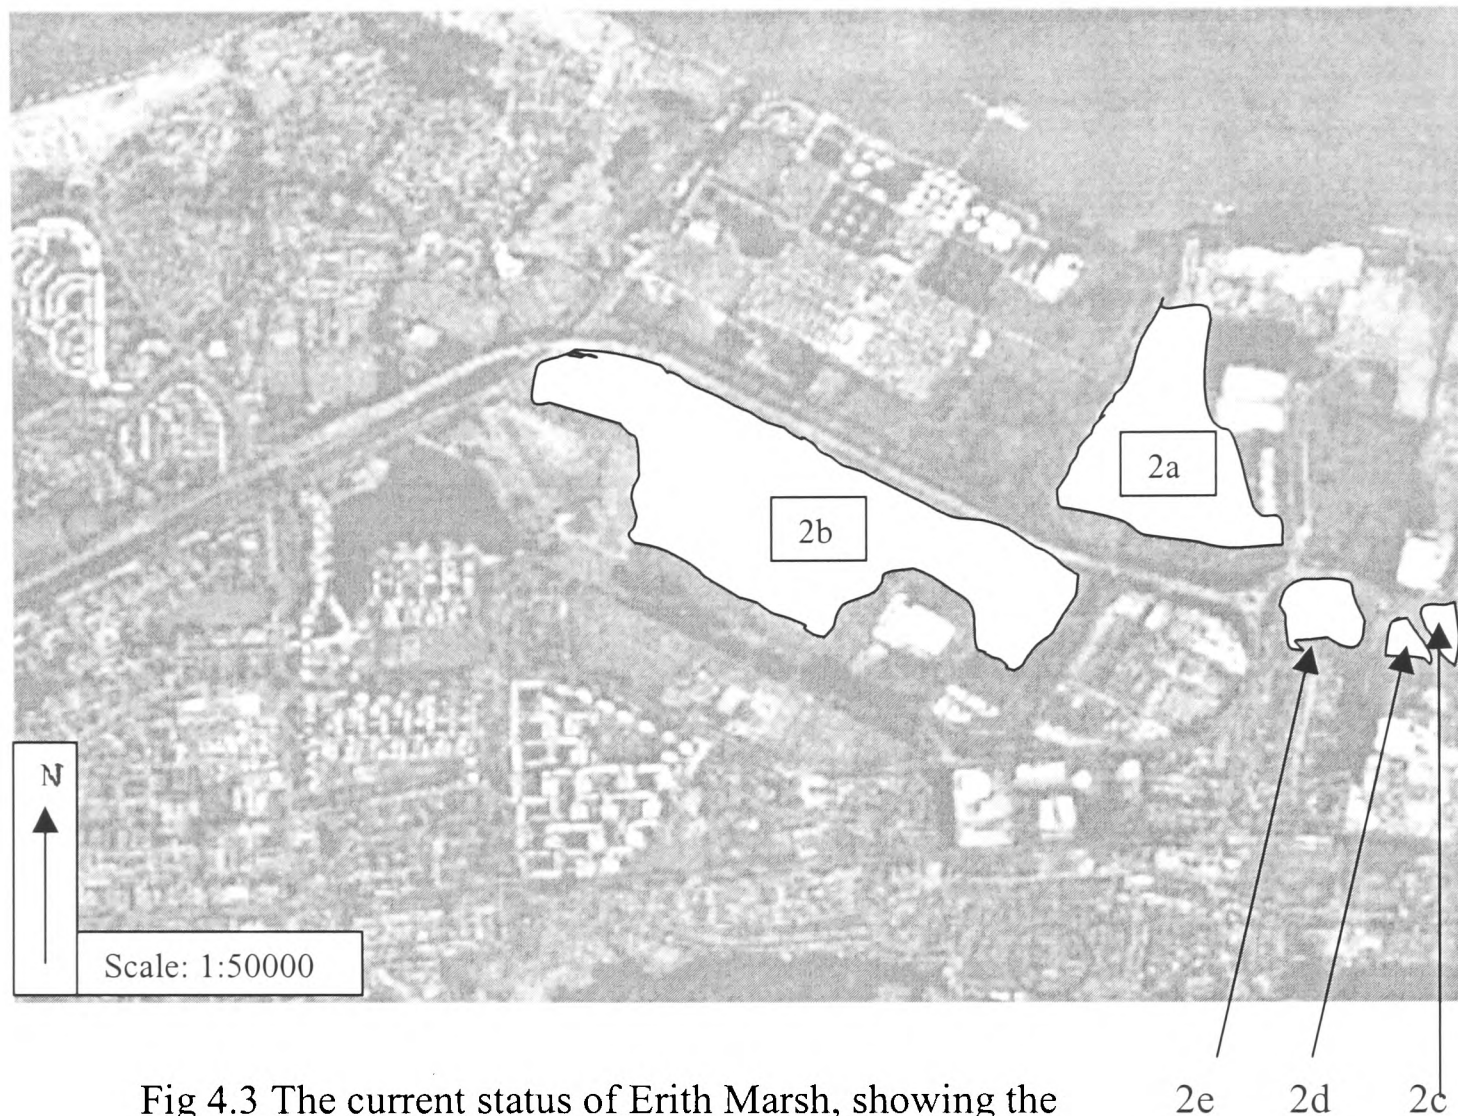 2a
2b
N
Scale: 1:50000
2e 2d 2c
Fig 4.3 The current status of Erith Marsh, showing the